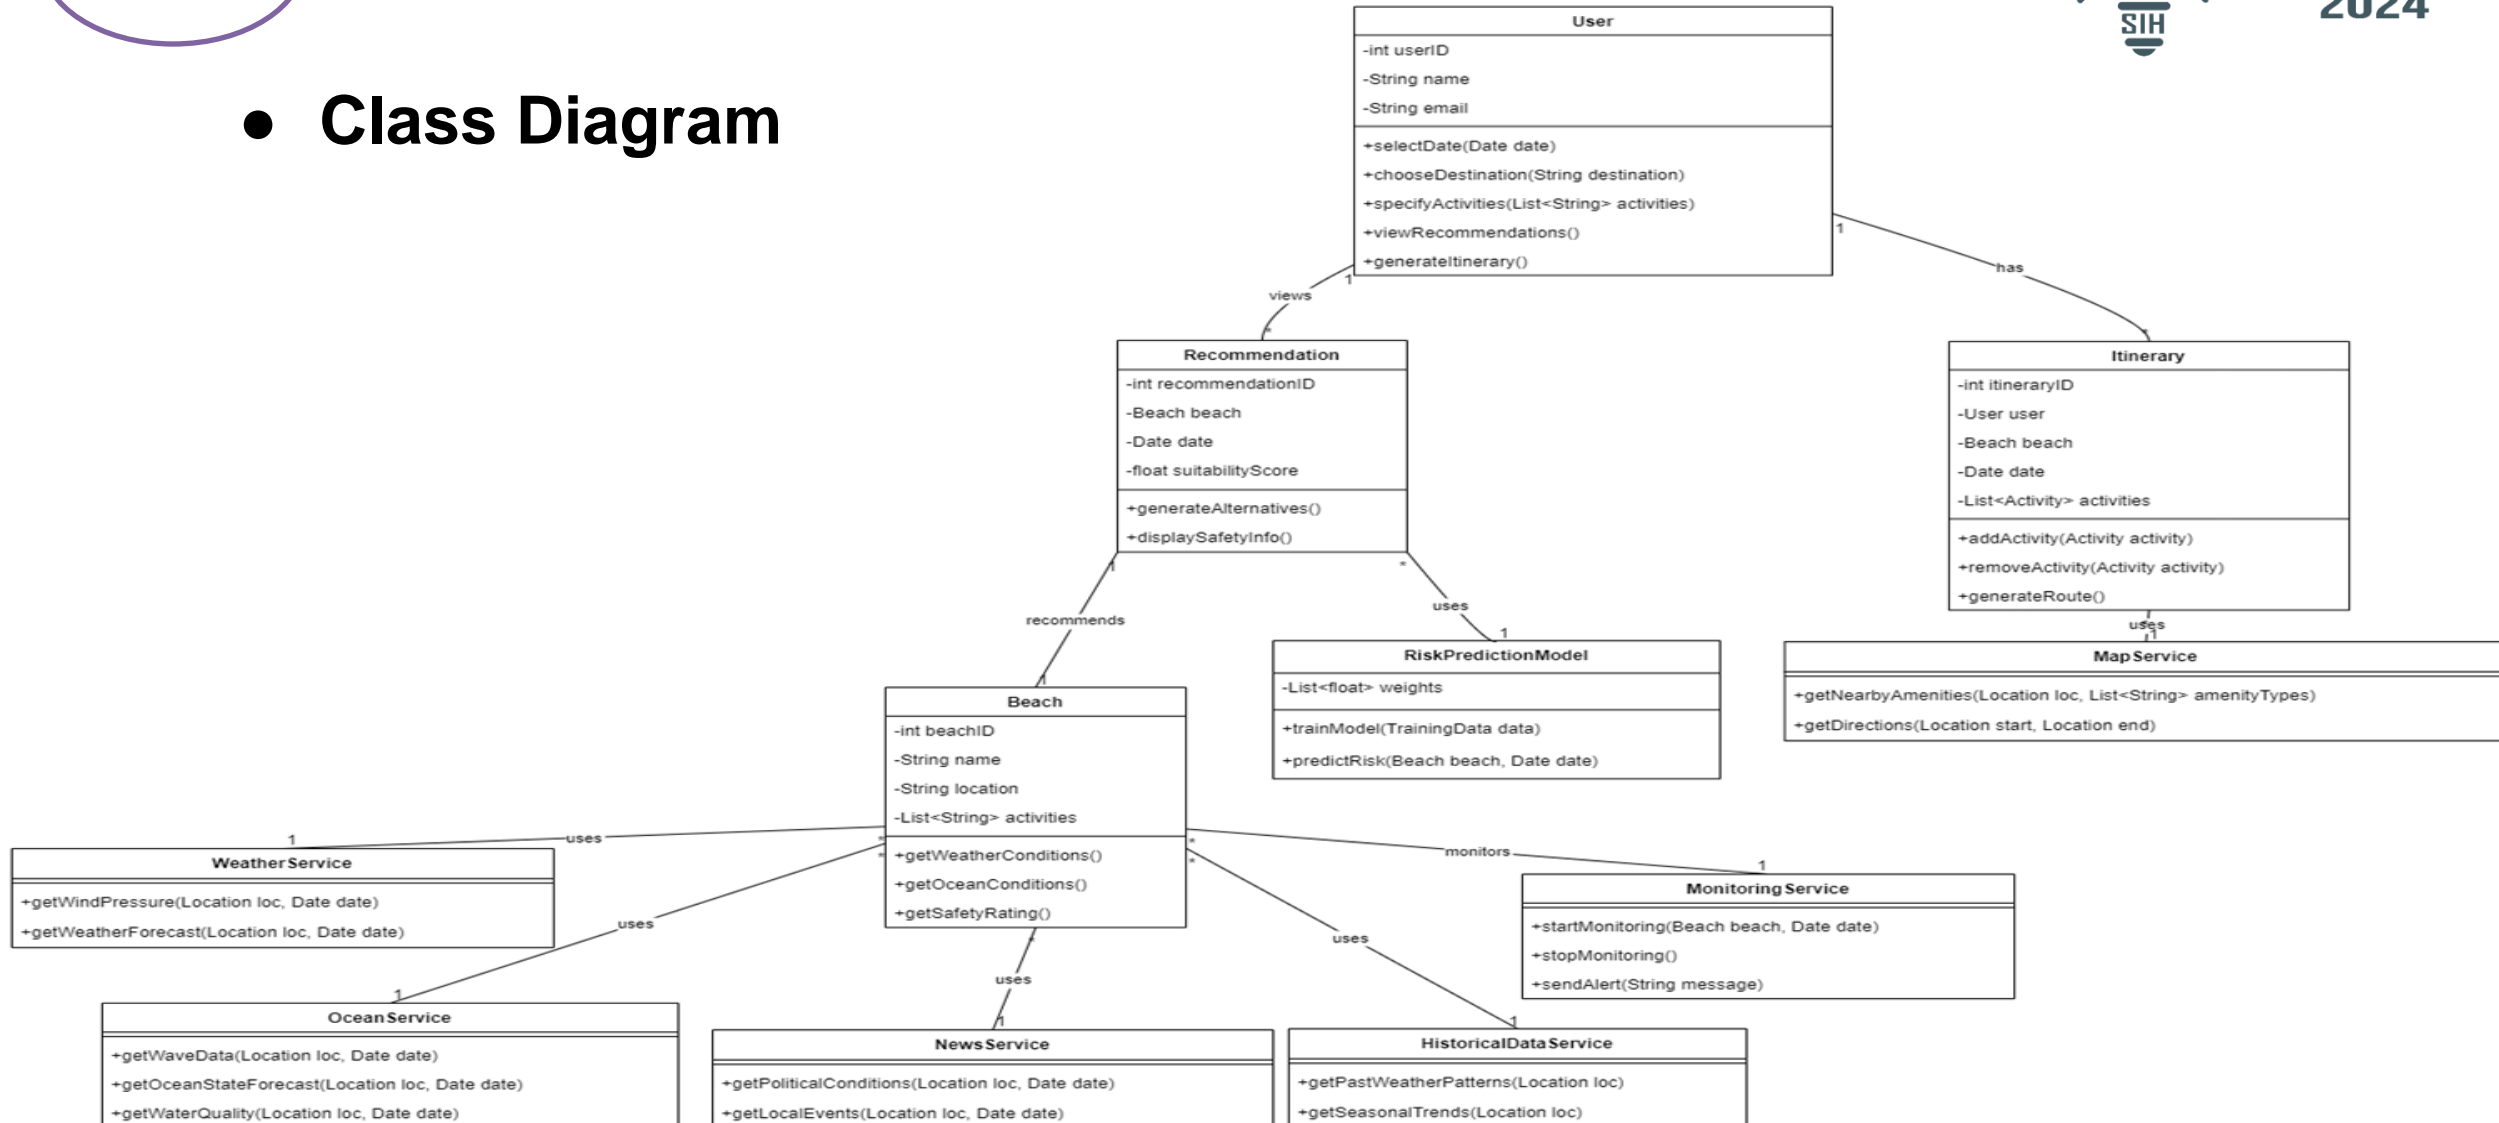 SIH
2024
● Class Diagram
User
-int userID
-String name
-String email
+selectDate(Date date)
+chooseDestination(String destination)
+specifyActivities(List<String> activities)
+viewRecommendations()
+generateItinerary()
1
1
views
*
has
*
Recommendation
-int recommendationID
-Beach beach
-Date date
-float suitabilityScore
+generateAlternatives()
+displaySafetyInfo()
Itinerary
-int itineraryID
-User user
-Beach beach
-Date date
-List<Activity> activities
+addActivity(Activity activity)
+removeActivity(Activity activity)
+generateRoute()
1
recommends
1
*
uses
1
uses
1
RiskPredictionModel
-List<float> weights
+trainModel(TrainingData data)
+predictRisk(Beach beach, Date date)
MapService
+getNearbyAmenities(Location loc, List<String> amenityTypes)
+getDirections(Location start, Location end)
Beach
-int beachID
-String name
-String location
-List<String> activities
+getWeatherConditions()
+getOceanConditions()
+getSafetyRating()
1
uses
*
*
uses
1
*
uses
1
*
monitors
1
*
uses
1
WeatherService
+getWindPressure(Location loc, Date date)
+getWeatherForecast(Location loc, Date date)
MonitoringService
+startMonitoring(Beach beach, Date date)
+stopMonitoring()
+sendAlert(String message)
OceanService
+getWaveData(Location loc, Date date)
+getOceanStateForecast(Location loc, Date date)
+getWaterQuality(Location loc, Date date)
NewsService
+getPoliticalConditions(Location loc, Date date)
+getLocalEvents(Location loc, Date date)
HistoricalDataService
+getPastWeatherPatterns(Location loc)
+getSeasonalTrends(Location loc)